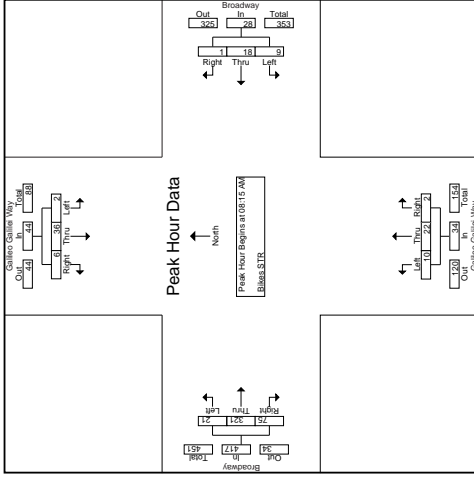 Broadway
Out In Total
325 28 353
1 18 9
Right Thru Left
Galileo Galilei Way
Out In Total
44 44 88
6 36 2
Right Thru Left
Peak Hour Data
North
Peak Hour Begins at 08:15 AM
Bikes STR
Left Thru Right
10 22 2
Out In Total
120 34 154
Galileo Galilei Way
Left Thru Right
21 321 75
451 417 34
Total In Out
Broadway